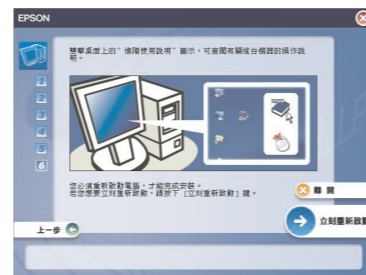 EPSON
雙擊桌面上的"進階使用說明"圖示，可查閱有關這台機器的操作說
明。
1
2
3
4
5
6
您必須重新啟動電腦，才能完成安裝。
若您想要立刻重新啟動，請按下 [立刻重新啟動] 鍵。
離 開
立刻重新啟動
上一步